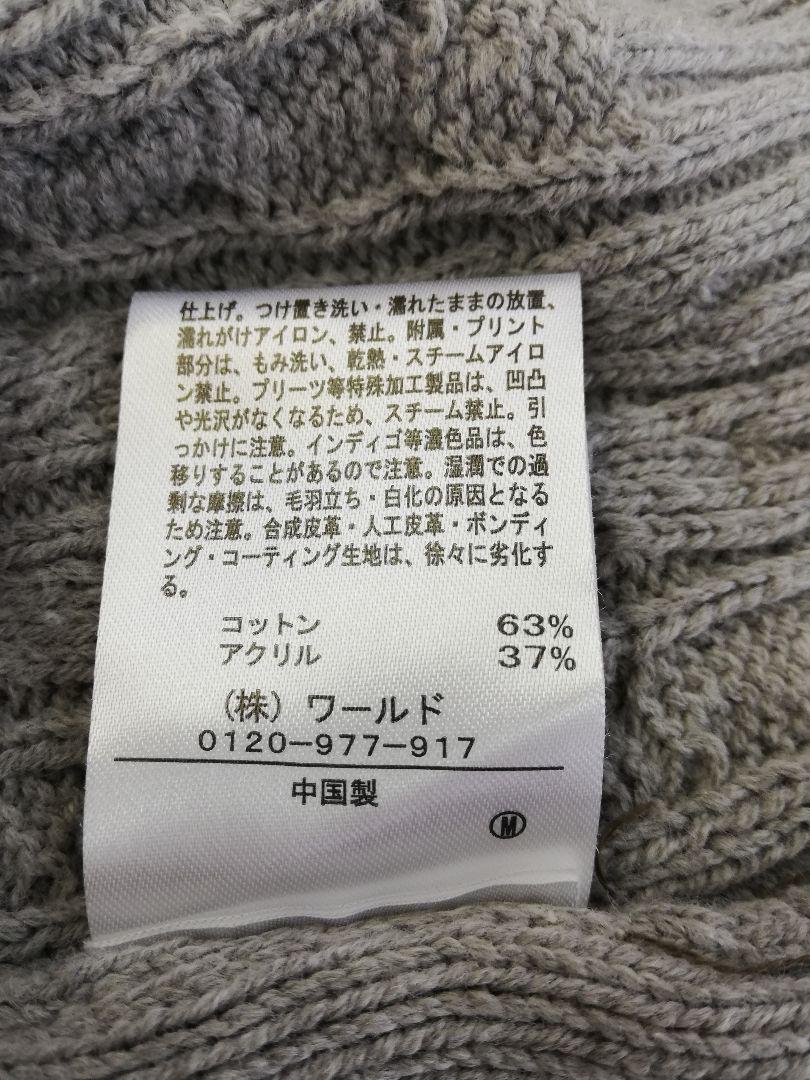 仕上げ。つけ置き洗い・濡れたままの放置、
濡れがけアイロン、禁止。附属・プリント
部分は、もみ洗い、乾熱・スチームアイロ
ン禁止。プリーツ等特殊加工製品は、凹凸
や光沢がなくなるため、スチーム禁止。引
っかけに注意。インディゴ等濃色品は、色
移りすることがあるので注意。湿潤での過
剰な摩擦は、毛羽立ち・白化の原因となる
ため注意。合成皮革・人工皮革・ボンディ
ング・コーティング生地は、徐々に劣化す
る。
コットン 63%
アクリル 37%
(株) ワールド
0120-977-917
中国製
M